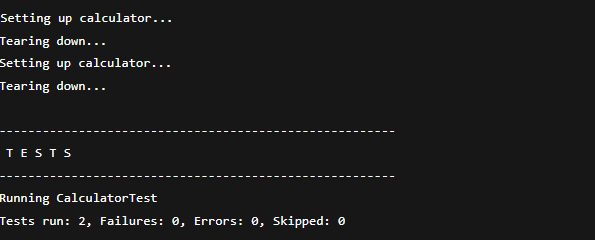 Setting up calculator...
Tearing down...
Setting up calculator...
Tearing down...
-------------------------------------------------------
T E S T S
-------------------------------------------------------
Running CalculatorTest
Tests run: 2, Failures: 0, Errors: 0, Skipped: 0